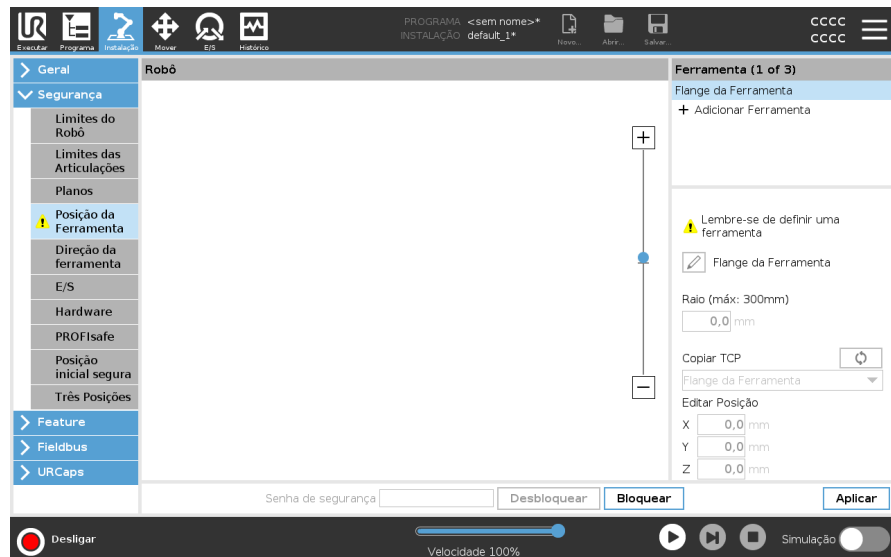 Executar
Programa
Instalação
Mover
E/S
Histórico
PROGRAMA <sem nome>*
INSTALAÇÃO default_1*
Novo...
Abrir...
Salvar...
CCCC
CCCC
Geral
Segurança
Limites do
Robô
Limites das
Articulações
Planos
Posição da
Ferramenta
Direção da
ferramenta
E/S
Hardware
PROFIsafe
Posição
inicial segura
Três Posições
Feature
Fieldbus
URCaps
Robô
Ferramenta (1 of 3)
Flange da Ferramenta
+ Adicionar Ferramenta
Lembre-se de definir uma
ferramenta
Flange da Ferramenta
Raio (máx: 300mm)
0,0 mm
Copiar TCP
Flange da Ferramenta
Editar Posição
X 0,0 mm
Y 0,0 mm
Z 0,0 mm
Senha de segurança
Desbloquear
Bloquear
Aplicar
Desligar
Velocidade 100%
Simulação